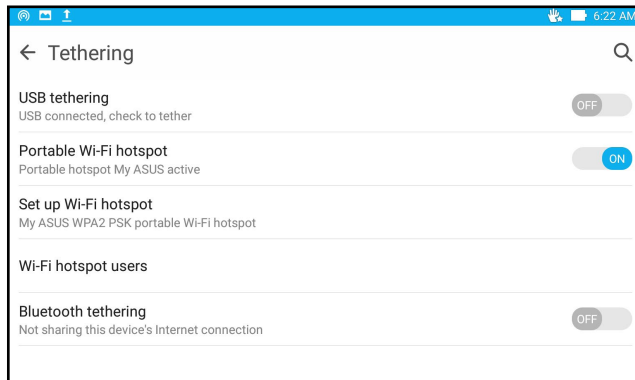 6:22 AM
Tethering
USB tethering
OFF
USB connected, check to tether
Portable Wi-Fi hotspot
ON
Portable hotspot My ASUS active
Set up Wi-Fi hotspot
My ASUS WPA2 PSK portable Wi-Fi hotspot
Wi-Fi hotspot users
Bluetooth tethering
OFF
Not sharing this device's Internet connection